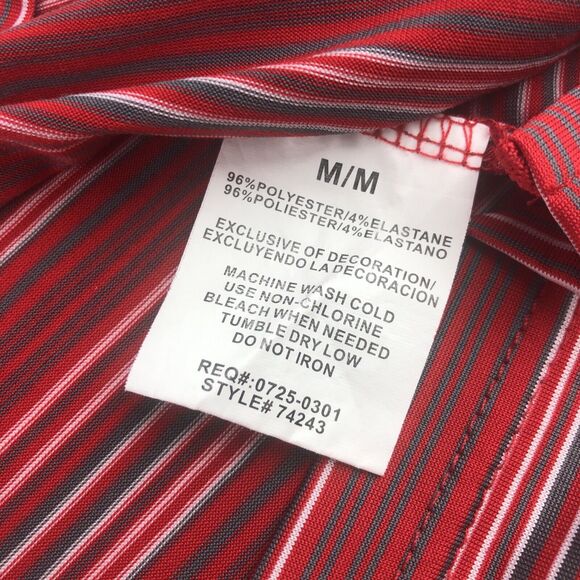 M/M
96%POLYESTER/4%ELASTANE
96%POLIESTER/4%ELASTANO
EXCLUSIVE OF DECORATION/
EXCLUYENDO LA DECORACION
MACHINE WASH COLD
USE NON-CHLORINE
BLEACH WHEN NEEDED
TUMBLE DRY LOW
DO NOT IRON
REQ#:0725-0301
STYLE# 74243